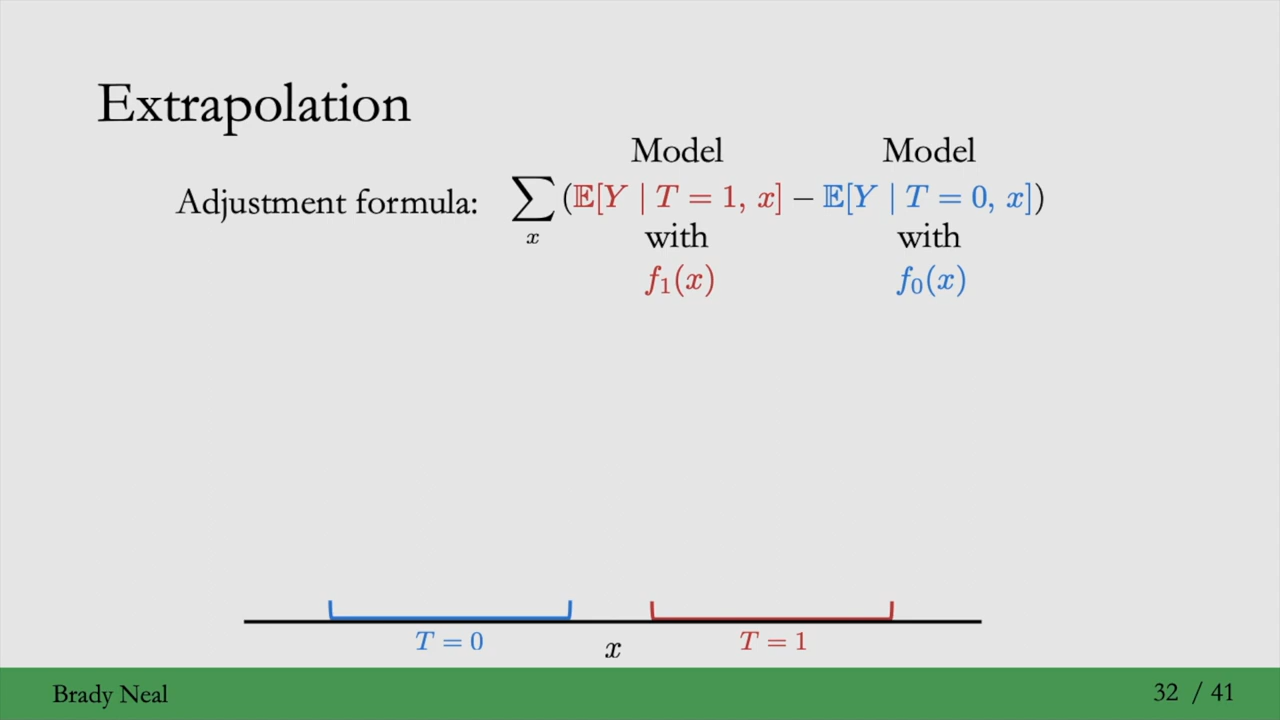 Extrapolation
Model Model
Adjustment formula: ∑ (𝔼[Y | T = 1, x] − 𝔼[Y | T = 0, x])
x with with
f₁(x) f₀(x)
T = 0 x T = 1
Brady Neal 32 / 41